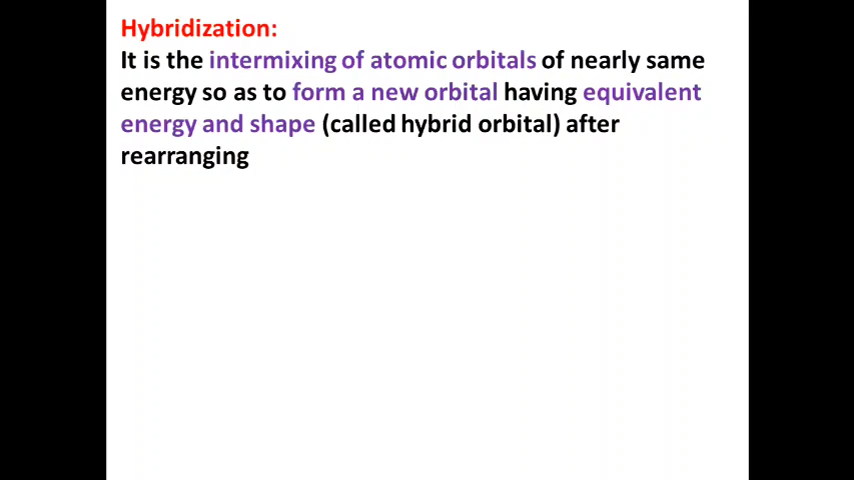 Hybridization:
It is the intermixing of atomic orbitals of nearly same
energy so as to form a new orbital having equivalent
energy and shape (called hybrid orbital) after
rearranging